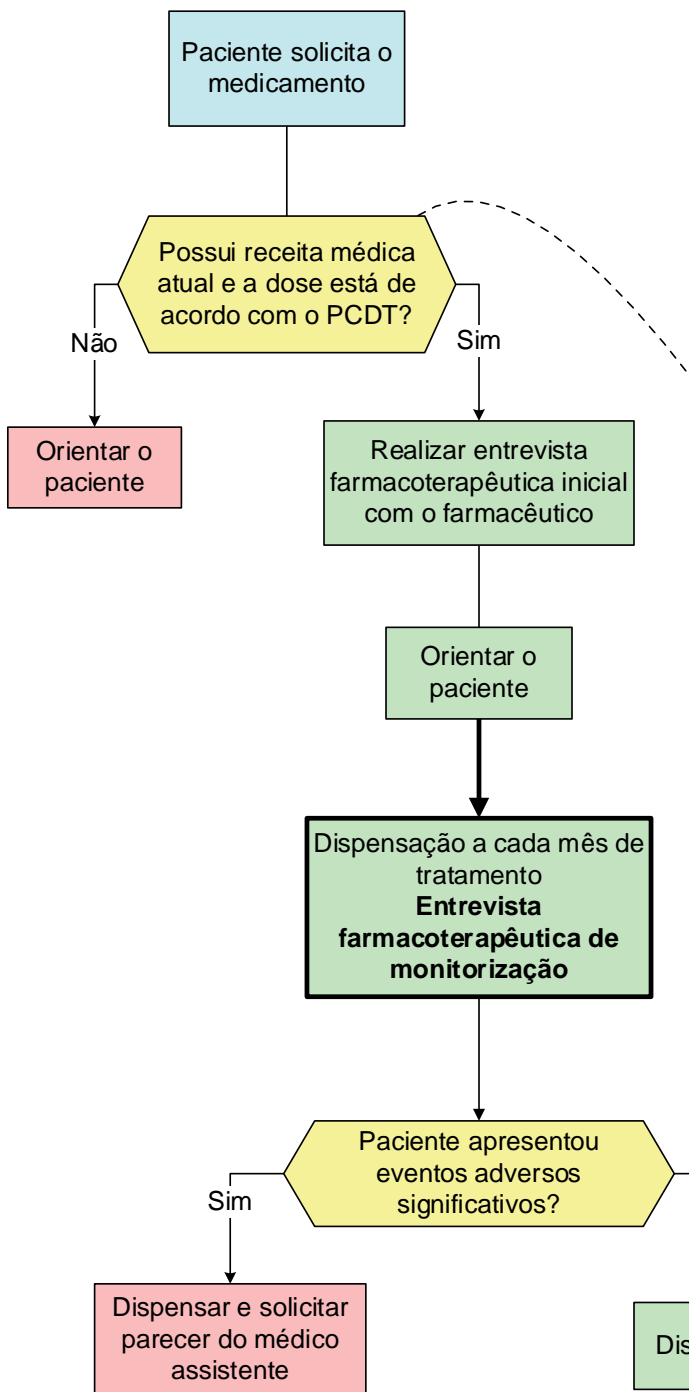 Paciente solicita o
medicamento
Possui receita médica
atual e a dose está de
acordo com o PCDT?
Não
Sim
Orientar o
paciente
Realizar entrevista
farmacoterapêutica inicial
com o farmacêutico
Orientar o
paciente
Dispensação a cada mês de
tratamento
Entrevista
farmacoterapêutica de
monitorização
Paciente apresentou
eventos adversos
significativos?
Sim
Dispensar e solicitar
parecer do médico
assistente